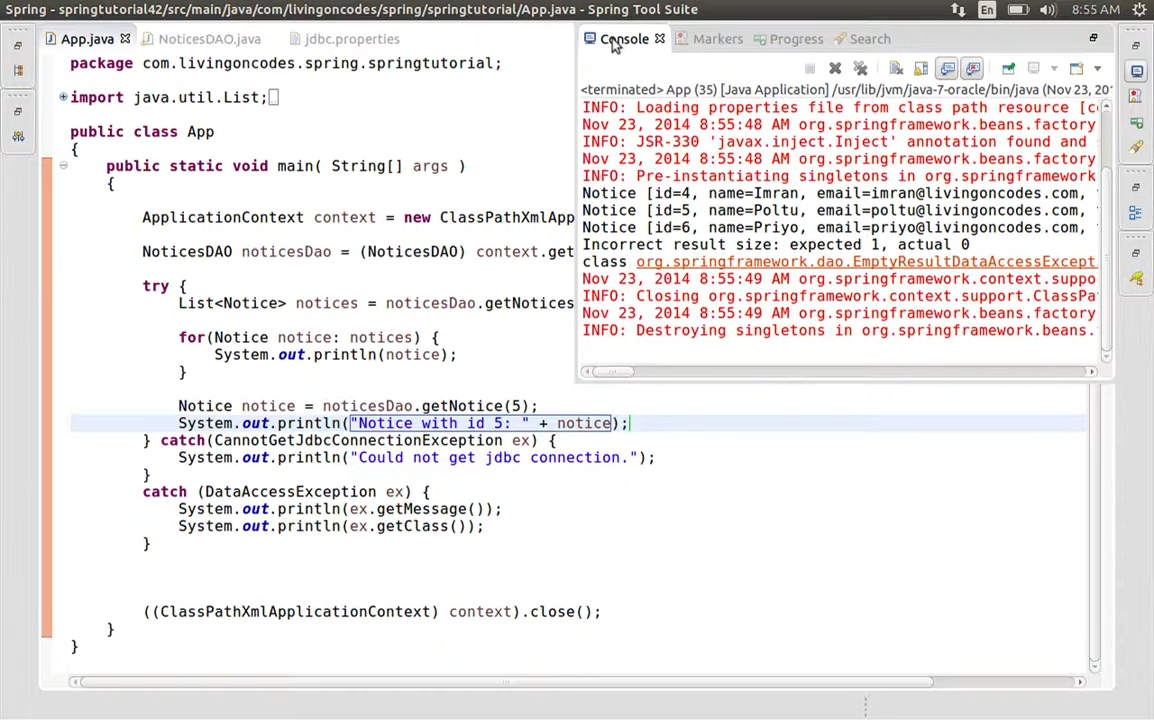 Spring - springtutorial42/src/main/java/com/livingoncodes/spring/springtutorial/App.java - Spring Tool Suite
En
8:55 AM
App.java
NoticesDAO.java
jdbc.properties
package com.livingoncodes.spring.springtutorial;
import java.util.List;
public class App
{
public static void main( String[] args )
{
ApplicationContext context = new ClassPathXmlApp
NoticesDAO noticesDao = (NoticesDAO) context.get
try {
List<Notice> notices = noticesDao.getNotices
for(Notice notice: notices) {
System.out.println(notice);
}
Notice notice = noticesDao.getNotice(5);
System.out.println("Notice with id 5: " + notice);
} catch(CannotGetJdbcConnectionException ex) {
System.out.println("Could not get jdbc connection.");
}
catch (DataAccessException ex) {
System.out.println(ex.getMessage());
System.out.println(ex.getClass());
}
((ClassPathXmlApplicationContext) context).close();
}
}
Console
Markers
Progress
Search
<terminated> App (35) [Java Application] /usr/lib/jvm/java-7-oracle/bin/java (Nov 23, 201
INFO: Loading properties file from class path resource [c
Nov 23, 2014 8:55:48 AM org.springframework.beans.factory
INFO: JSR-330 'javax.inject.Inject' annotation found and
Nov 23, 2014 8:55:48 AM org.springframework.beans.factory
INFO: Pre-instantiating singletons in org.springframework
Notice [id=4, name=Imran, email=imran@livingoncodes.com,
Notice [id=5, name=Poltu, email=poltu@livingoncodes.com,
Notice [id=6, name=Priyo, email=priyo@livingoncodes.com,
Incorrect result size: expected 1, actual 0
class org.springframework.dao.EmptyResultDataAccessExcept
Nov 23, 2014 8:55:49 AM org.springframework.context.suppo
INFO: Closing org.springframework.context.support.ClassPa
Nov 23, 2014 8:55:49 AM org.springframework.beans.factory
INFO: Destroying singletons in org.springframework.beans.